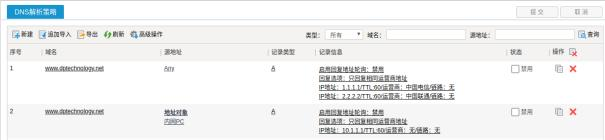 DNS解析策略
提 交 取 消
新建 追加导入 导出 刷新 高级操作 类型: 所有 域名: 源地址: 查询
序号 域名 源地址 记录类型 记录信息 状态 操作
1 www.dptechnology.net Any A 启用回复地址轮询：禁用 禁用
回复选项：只回复相同运营商地址
IP地址：1.1.1.1/TTL:60/运营商：中国电信/链路：无
IP地址：2.2.2.2/TTL:60/运营商：中国联通/链路：无
2 www.dptechnology.net 地址对象 A 启用回复地址轮询：禁用 禁用
内网PC 回复选项：只回复相同运营商地址
IP地址：10.1.1.1/TTL:60/运营商：无/链路：无